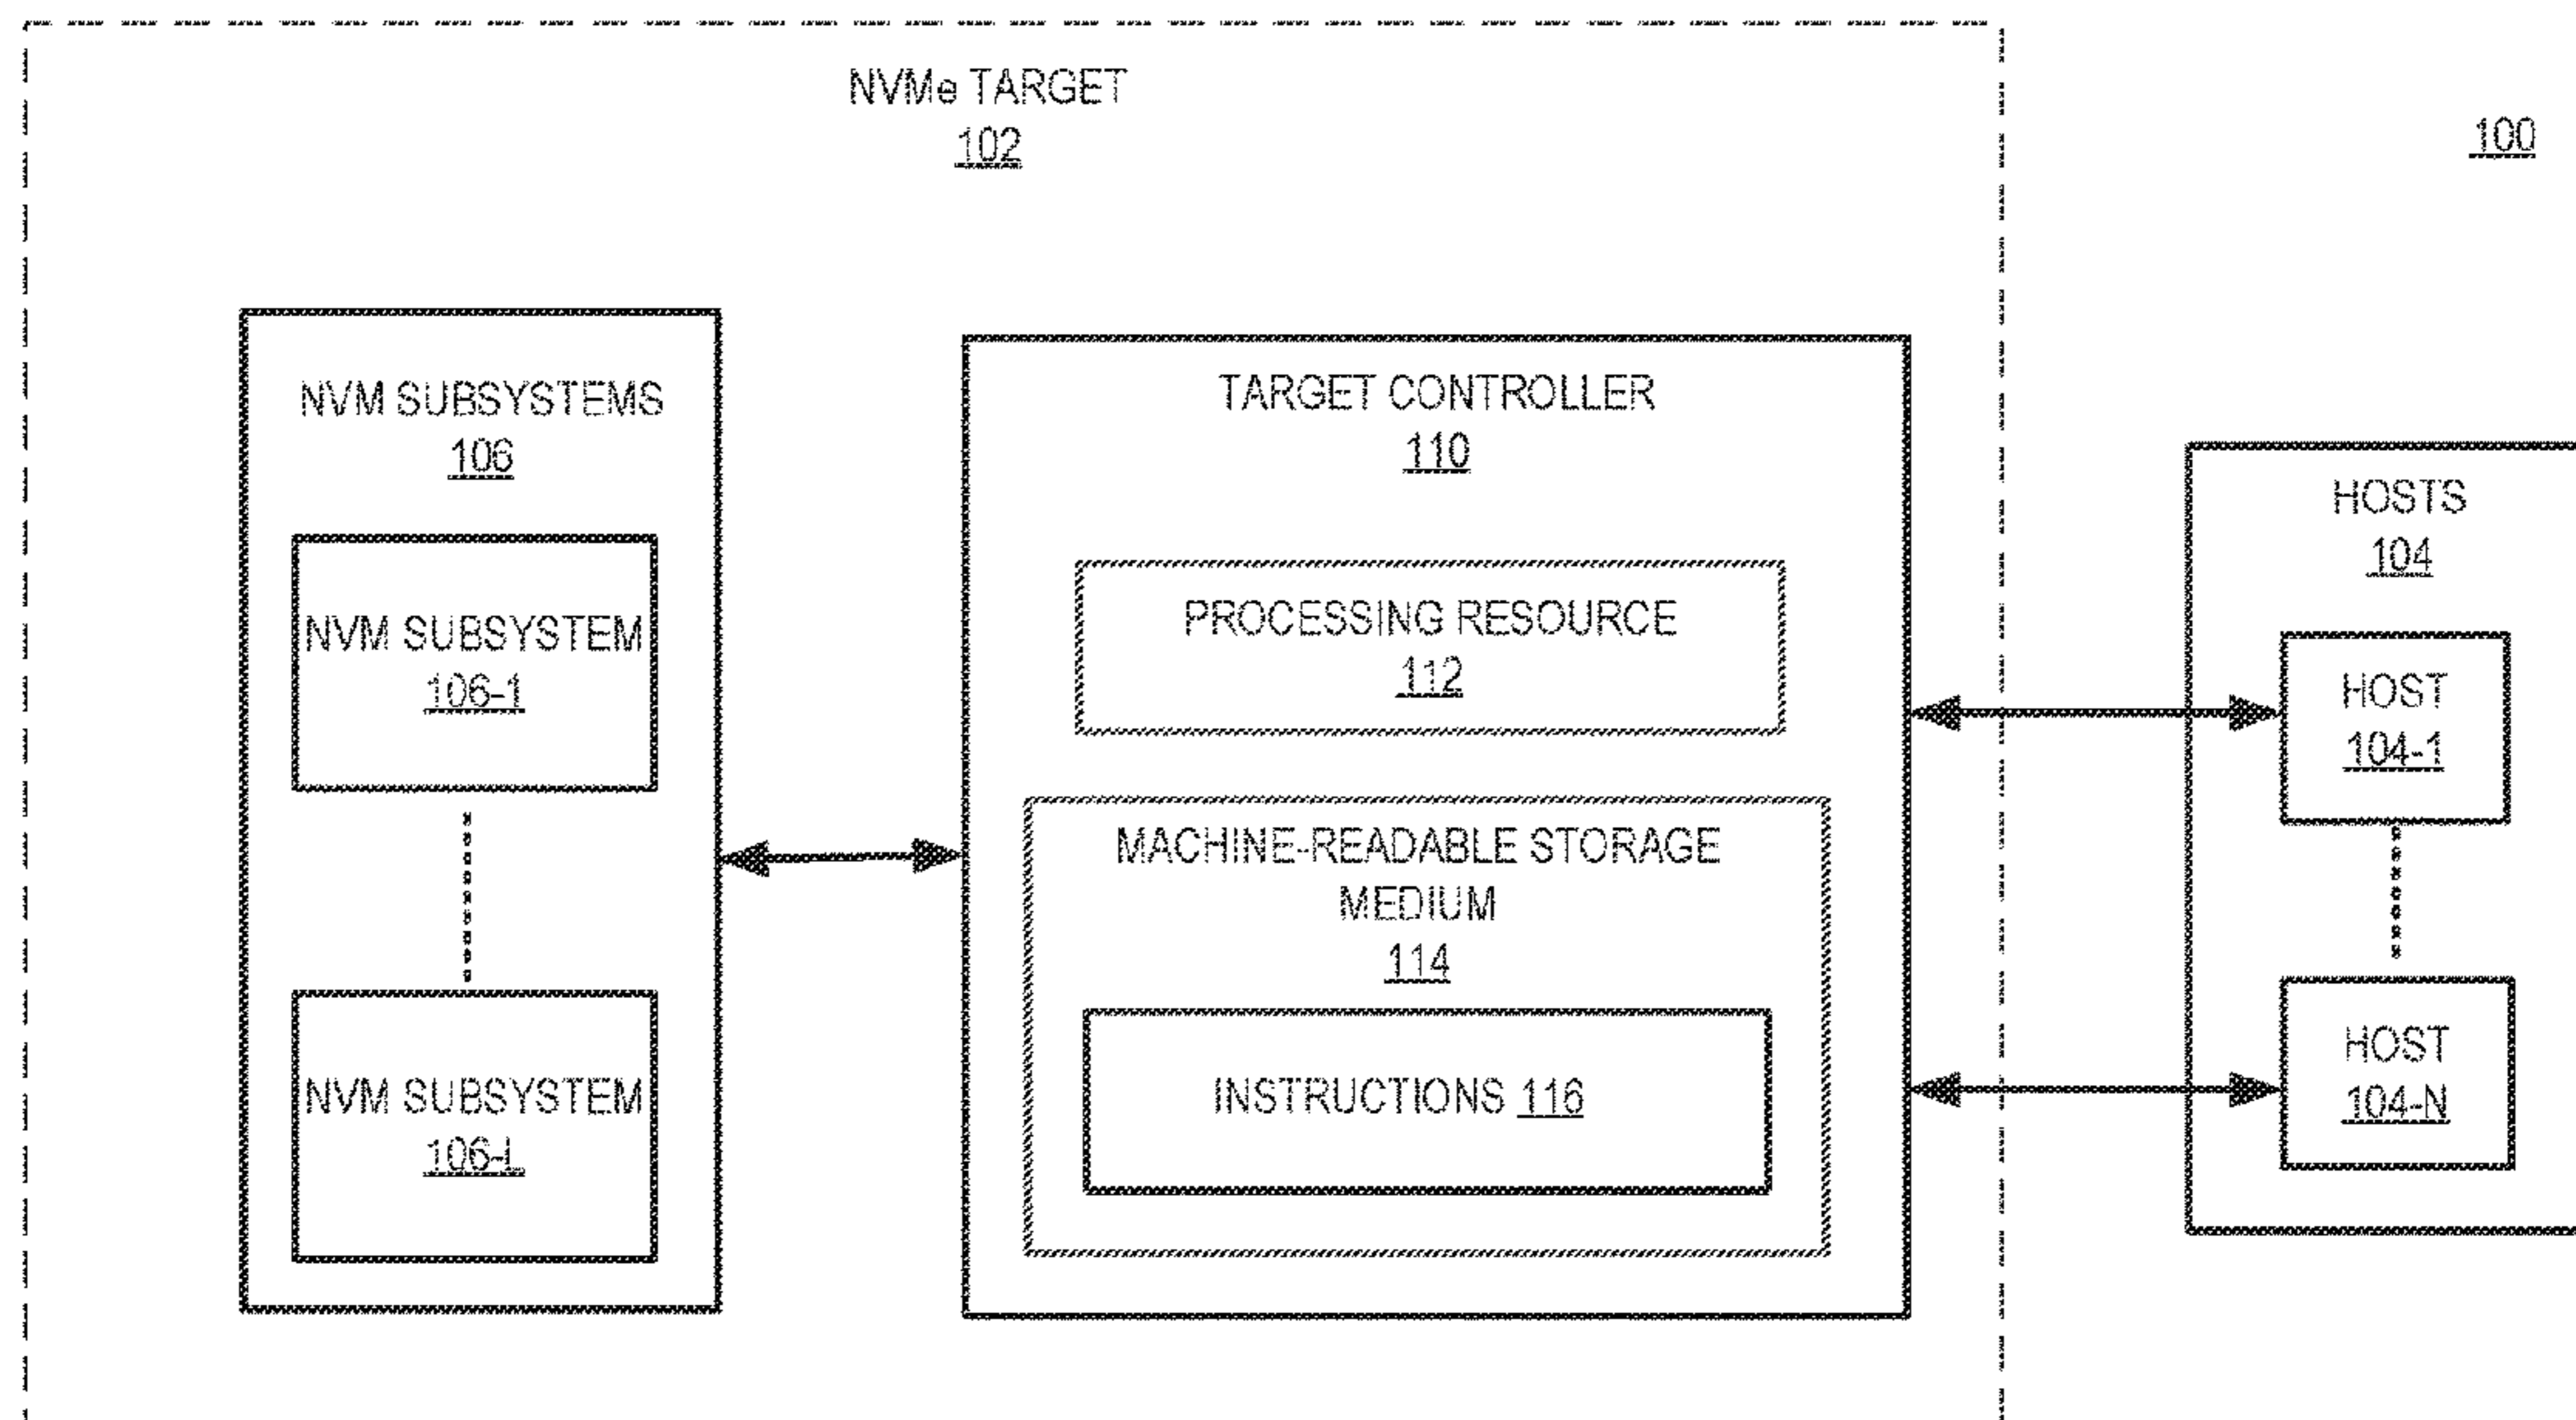 NVMe TARGET
102
100
NVM SUBSYSTEMS
106
NVM SUBSYSTEM
106-1
NVM SUBSYSTEM
106-L
TARGET CONTROLLER
110
PROCESSING RESOURCE
112
MACHINE-READABLE STORAGE
MEDIUM
114
INSTRUCTIONS 116
HOSTS
104
HOST
104-1
HOST
104-N